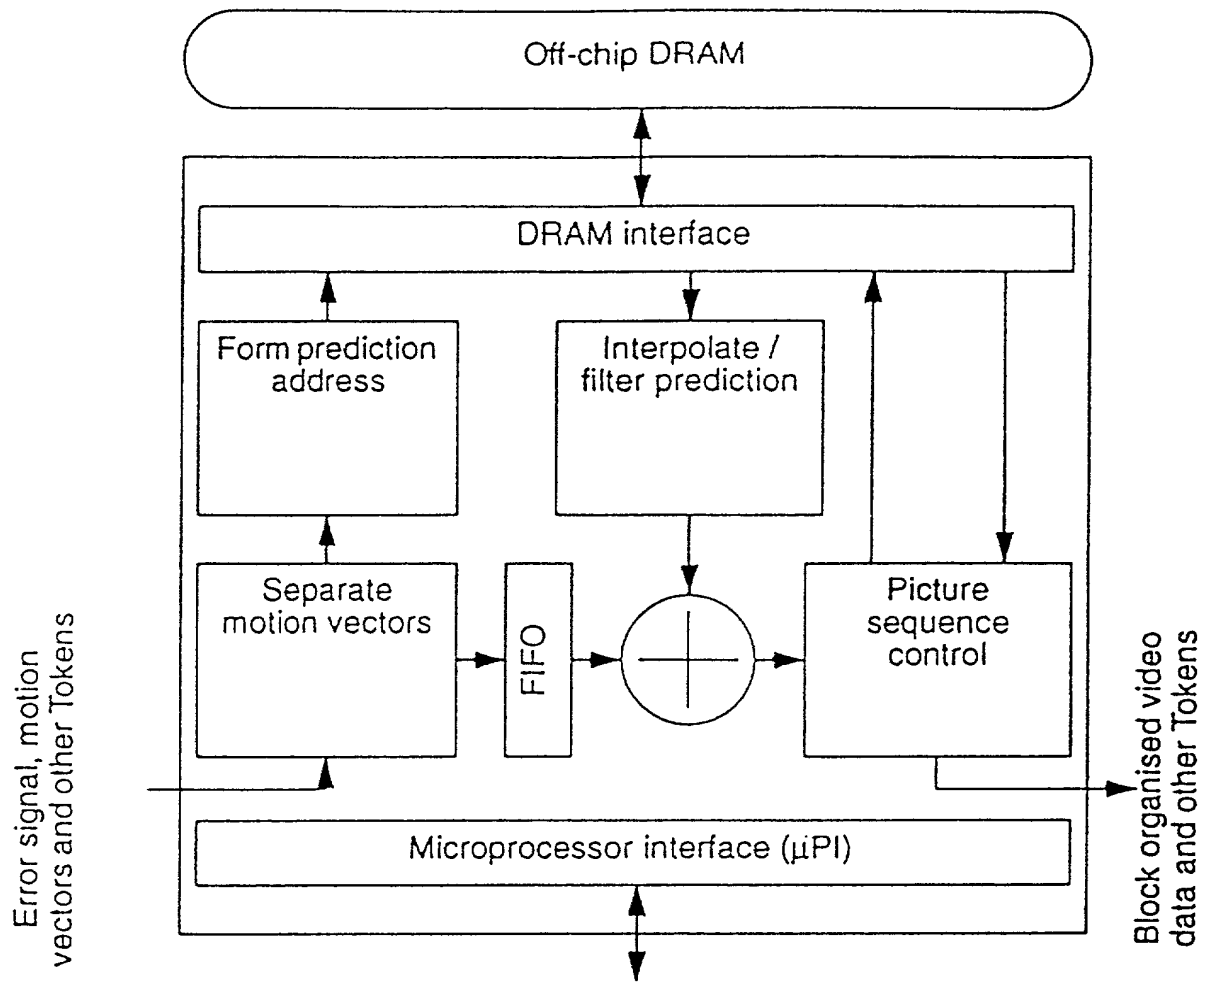 Off-chip DRAM
DRAM interface
Form prediction
address
Interpolate /
filter prediction
Separate
motion vectors
FIFO
Picture
sequence
control
Error signal, motion
vectors and other Tokens
Block organised video
data and other Tokens
Microprocessor interface (µPI)